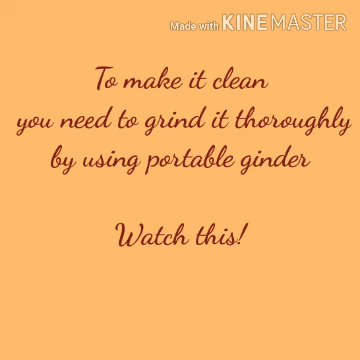 Made with KINEMASTER
To make it clean
you need to grind it thoroughly
by using portable ginder
Watch this!